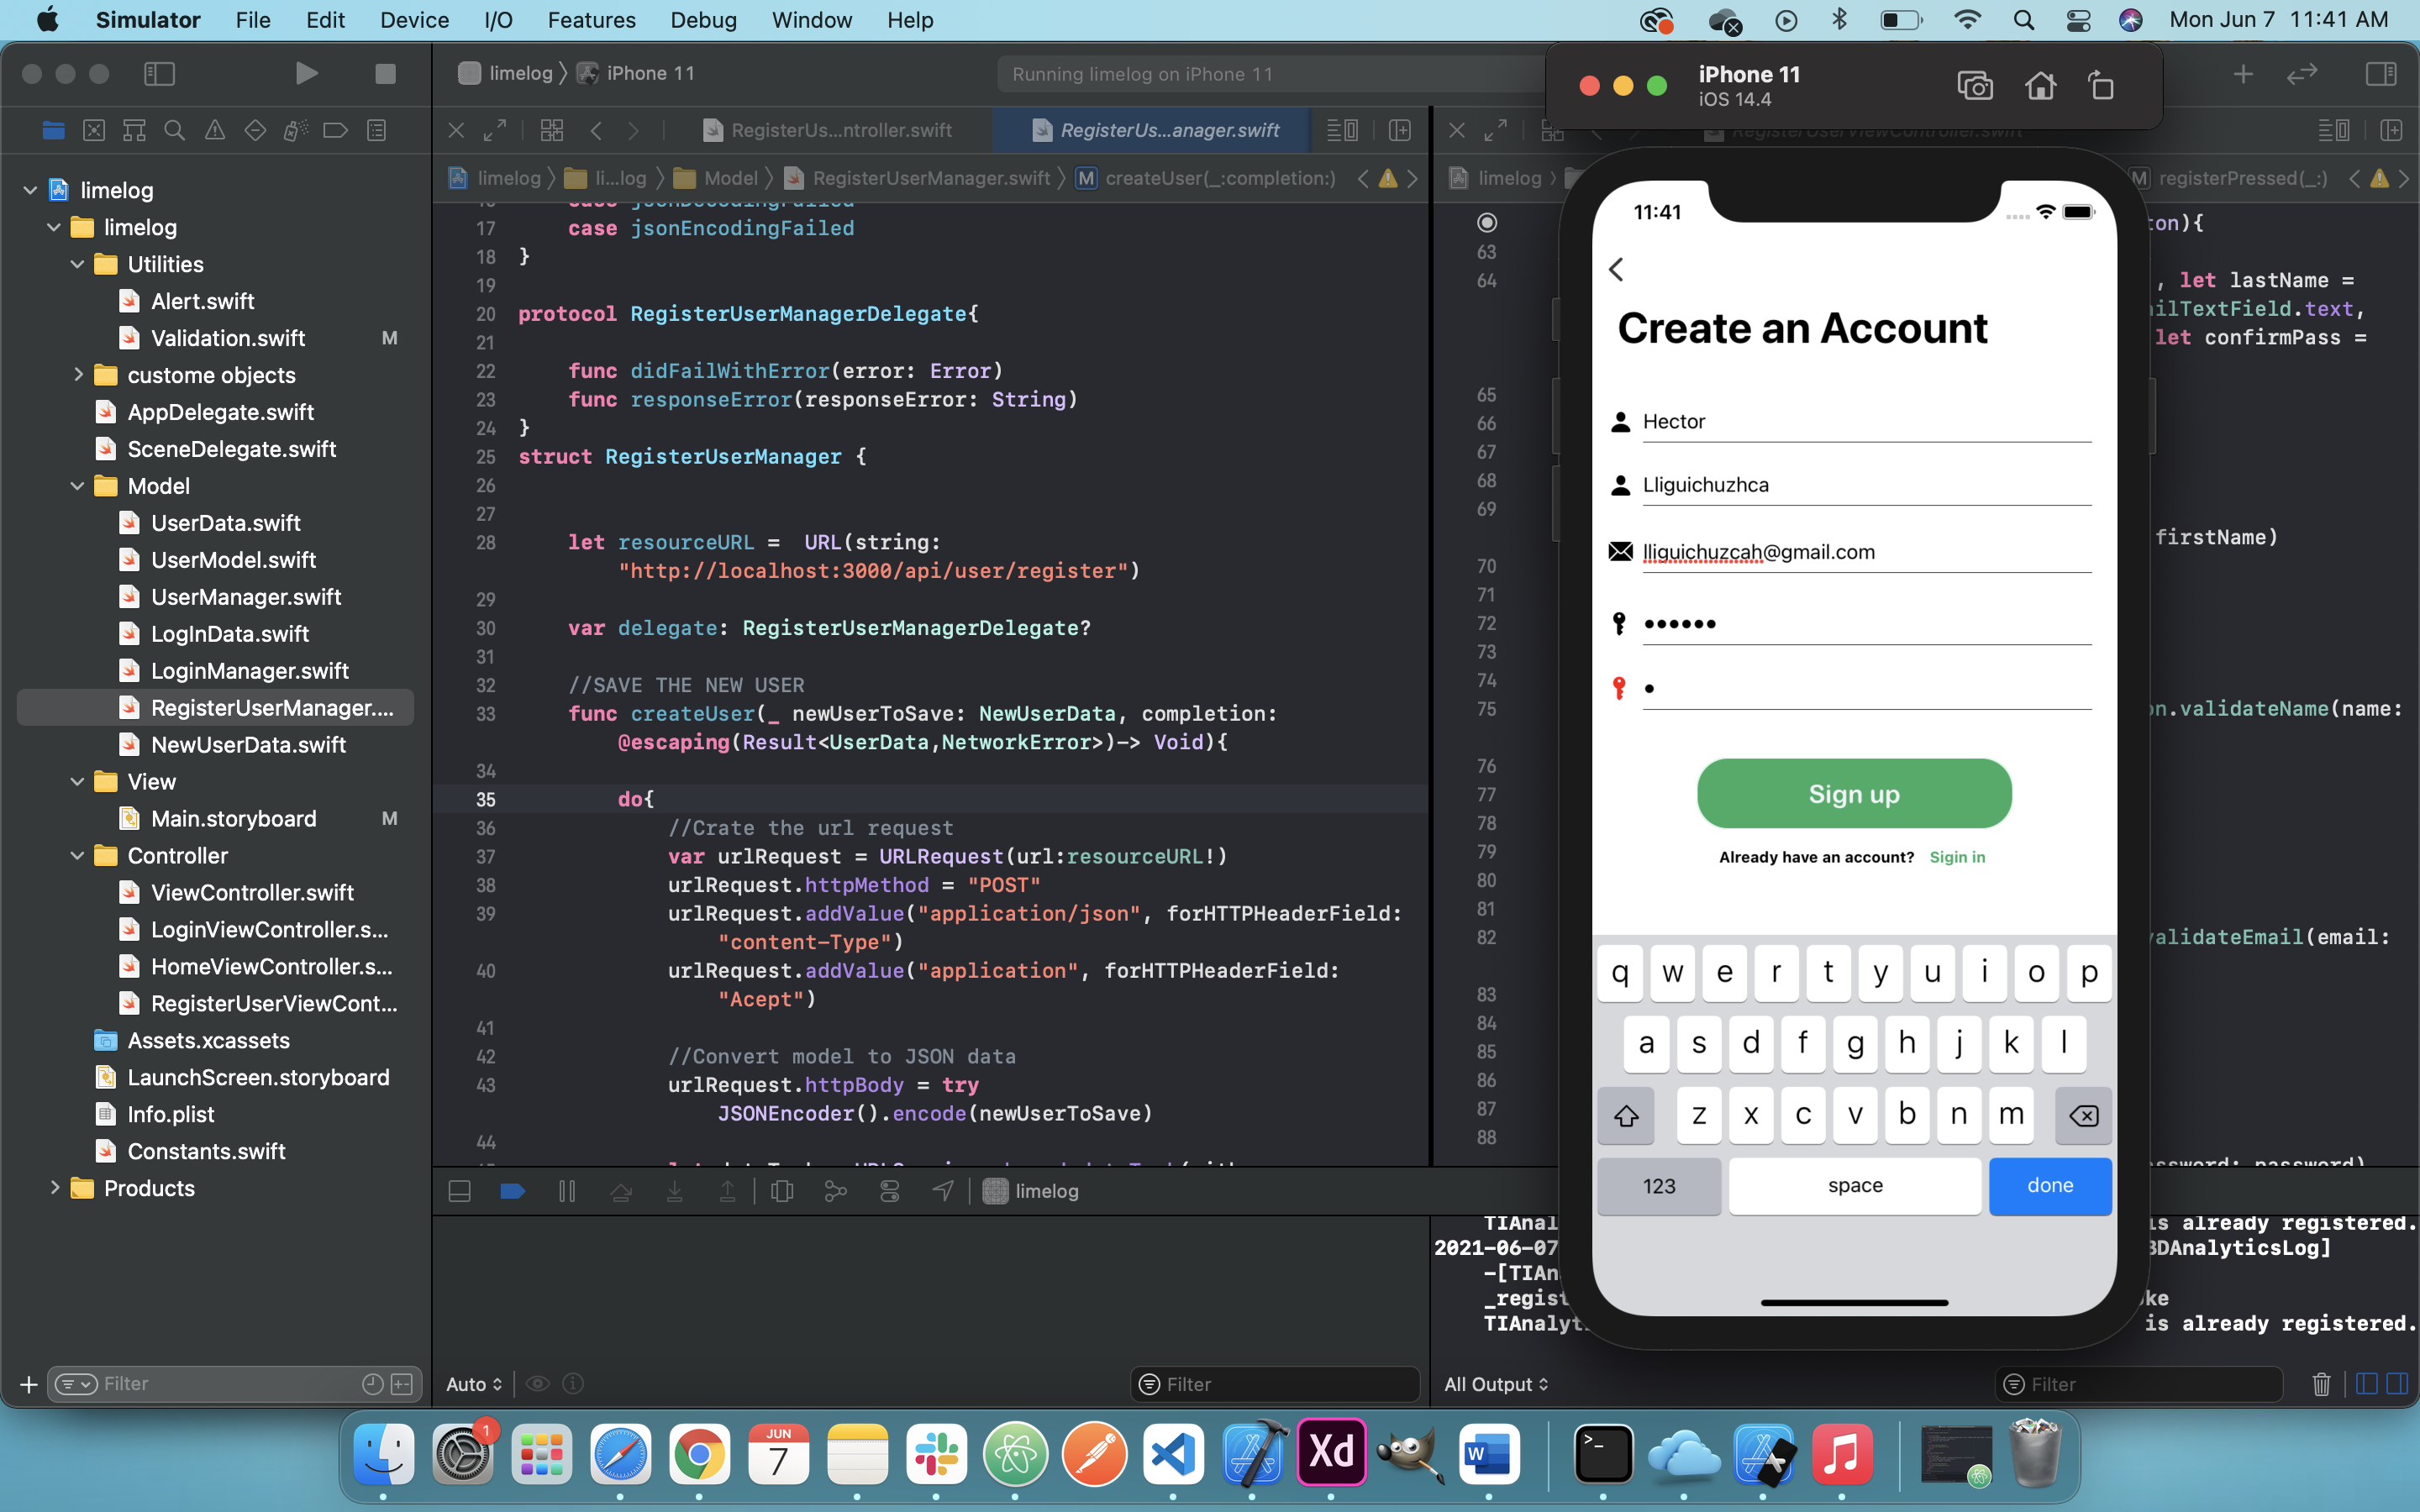 Simulator File Edit Device I/O Features Debug Window Help Mon Jun 7 11:41 AM
limelog iPhone 11
Running limelog on iPhone 11
iPhone 11
iOS 14.4
RegisterUs...ntroller.swift
RegisterUs...anager.swift
RegisterUserViewController.swift
limelog li...log Model RegisterUserManager.swift M createUser(_:completion:)
limelog M registerPressed(_:)
limelog
limelog
Utilities
Alert.swift
Validation.swift M
custome objects
AppDelegate.swift
SceneDelegate.swift
Model
UserData.swift
UserModel.swift
UserManager.swift
LogInData.swift
LoginManager.swift
RegisterUserManager....
NewUserData.swift
View
Main.storyboard M
Controller
ViewController.swift
LoginViewController.s...
HomeViewController.s...
RegisterUserViewCont...
Assets.xcassets
LaunchScreen.storyboard
Info.plist
Constants.swift
Products
Filter
case jsonDecodingFailed
17 case jsonEncodingFailed
18 }
19
20 protocol RegisterUserManagerDelegate{
21
22 func didFailWithError(error: Error)
23 func responseError(responseError: String)
24 }
25 struct RegisterUserManager {
26
27
28 let resourceURL =  URL(string:
"http://localhost:3000/api/user/register")
29
30 var delegate: RegisterUserManagerDelegate?
31
32 //SAVE THE NEW USER
33 func createUser(_ newUserToSave: NewUserData, completion:
@escaping(Result<UserData,NetworkError>)-> Void){
34
35 do{
36 //Crate the url request
37 var urlRequest = URLRequest(url:resourceURL!)
38 urlRequest.httpMethod = "POST"
39 urlRequest.addValue("application/json", forHTTPHeaderField:
"content-Type")
40 urlRequest.addValue("application", forHTTPHeaderField:
"Acept")
41
42 //Convert model to JSON data
43 urlRequest.httpBody = try
JSONEncoder().encode(newUserToSave)
44
limelog
Auto
Filter
ton){
63
64 , let lastName =
ilTextField.text,
let confirmPass =
65
66
67
68
69
firstName)
70
71
72
73
74
75 n.validateName(name:
76
77
78
79
80
81
82 validateEmail(email:
83
84
85
86
87
88
ssword: password)
TIAnal is already registered.
2021-06-07 BDAnalyticsLog]
-[TIAn
_regist ke
TIAnalyt is already registered.
All Output
Filter
11:41
Create an Account
Hector
Lliguichuzhca
lliguichuzcah@gmail.com
••••••
•
Sign up
Already have an account? Sigin in
q w e r t y u i o p
a s d f g h j k l
z x c v b n m
123 space done
1
JUN
7
Xd
W
>_